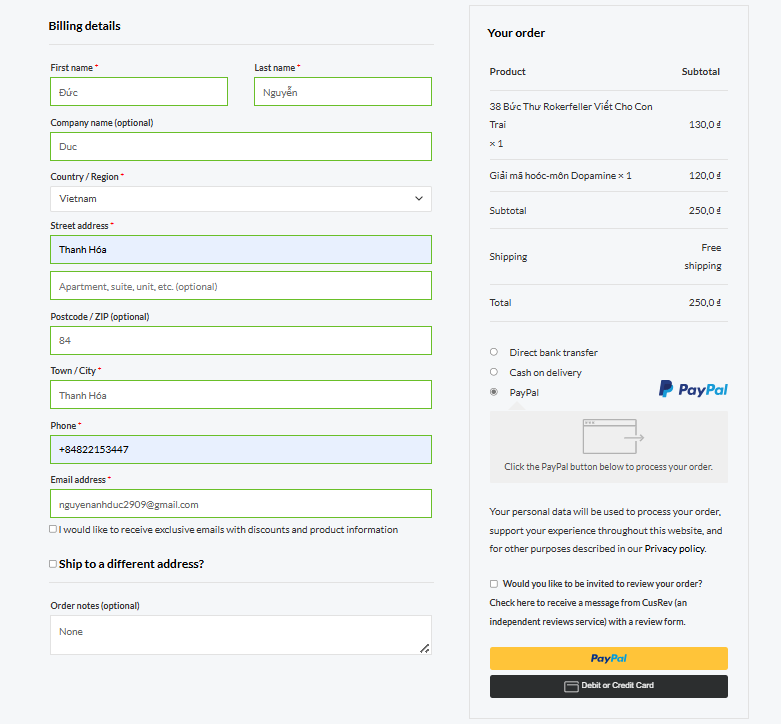 Billing details
First name *
Last name *
Đức
Nguyễn
Company name (optional)
Duc
Country / Region *
Vietnam
Street address *
Thanh Hóa
Apartment, suite, unit, etc. (optional)
Postcode / ZIP (optional)
84
Town / City *
Thanh Hóa
Phone *
+84822153447
Email address *
nguyenanhduc2909@gmail.com
I would like to receive exclusive emails with discounts and product information
Ship to a different address?
Order notes (optional)
None
Your order
Product Subtotal
38 Bức Thư Rokerfeller Viết Cho Con
Trai
× 1
130,0 ₫
Giải mã hoóc-môn Dopamine × 1 120,0 ₫
Subtotal 250,0 ₫
Shipping
Free
shipping
Total 250,0 ₫
Direct bank transfer
Cash on delivery
PayPal
PayPal
Click the PayPal button below to process your order.
Your personal data will be used to process your order,
support your experience throughout this website, and
for other purposes described in our Privacy policy.
Would you like to be invited to review your order?
Check here to receive a message from CusRev (an
independent reviews service) with a review form.
PayPal
Debit or Credit Card